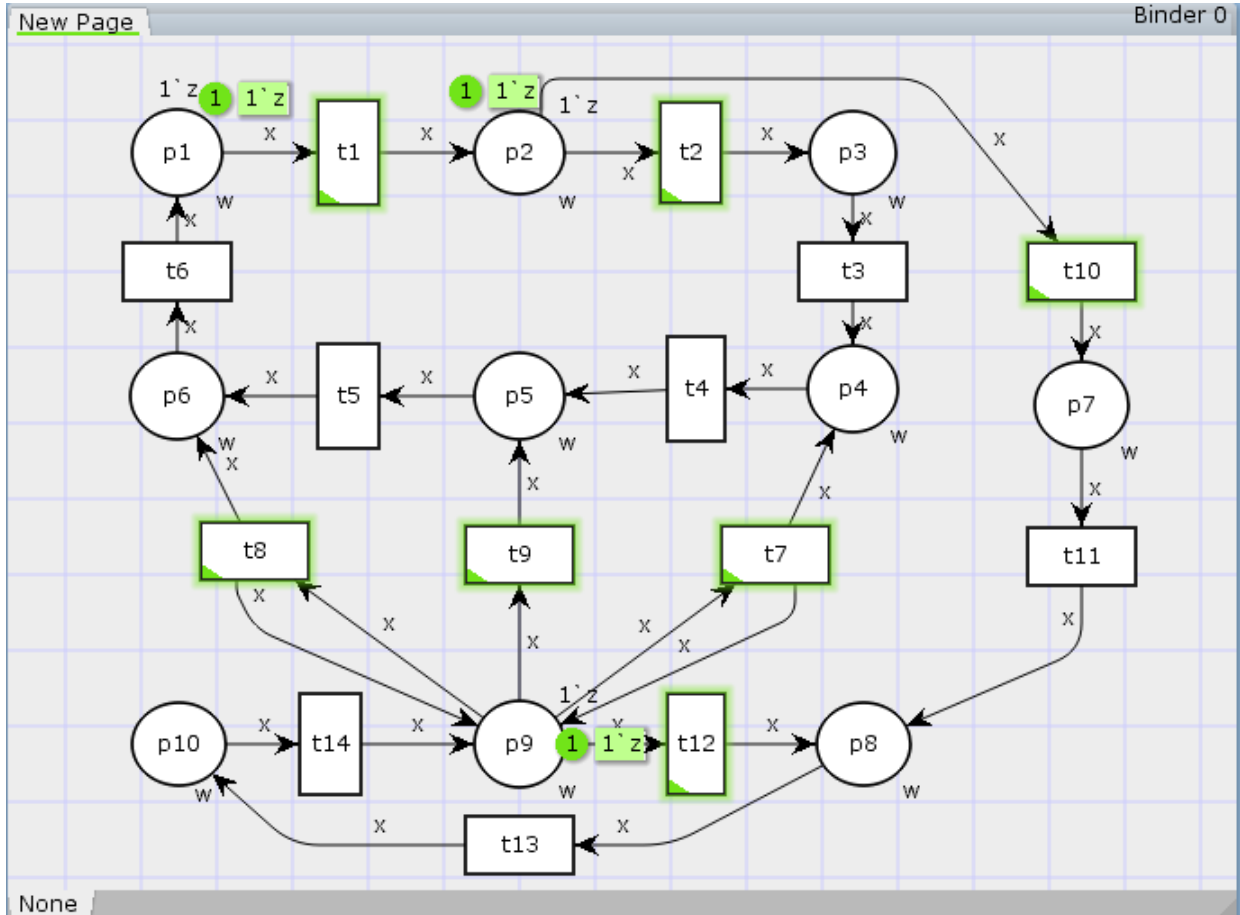 New Page
Binder 0
1`z 1 1`z
1 1`z
1`z
p1 x t1 x p2 x t2 x p3 x
w w w
x x
t6 t3 t10
x x x
p6 x t5 x p5 x t4 x p4 p7
w w w w
x x x x
t8 t9 t7 t11
x x x x x x
1`z
p10 x t14 x p9 x 1 1`z t12 x p8
w w w
x t13 x
None